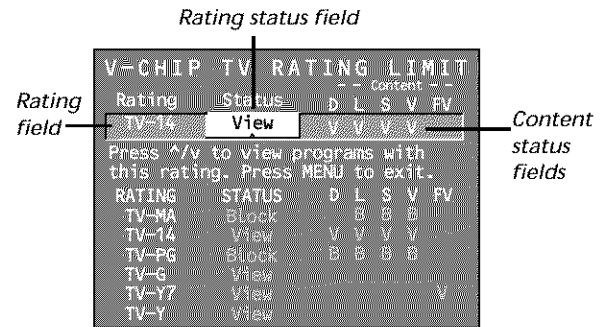 Rating status field
V-CHIP TV RATING LIMIT
-- Content --
Rating Status D L S V FV
Rating field
TV-14 View V V V V
Content status fields
Press ^/v to view programs with
this rating. Press MENU to exit.
RATING STATUS D L S V FV
TV-MA Block B B B
TV-14 View V V V V
TV-PG Block B B B B
TV-G View
TV-Y7 View V
TV-Y View